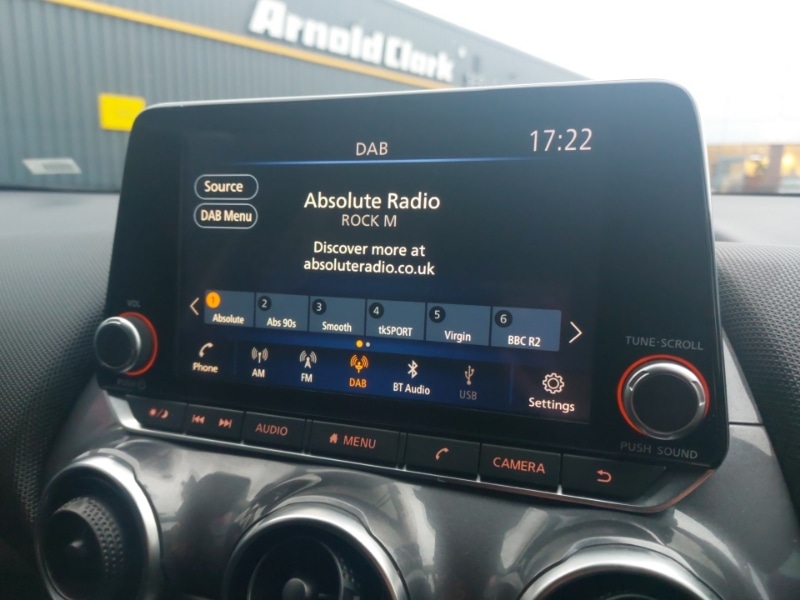 Arnold Clark
DAB
17:22
Source
DAB Menu
Absolute Radio
ROCK M
Discover more at
absoluteradio.co.uk
1
Absolute
2
Abs 90s
3
Smooth
4
tkSPORT
5
Virgin
6
BBC R2
Phone
AM
FM
DAB
BT Audio
USB
Settings
VOL
TUNE·SCROLL
PUSH SOUND
AUDIO
MENU
CAMERA